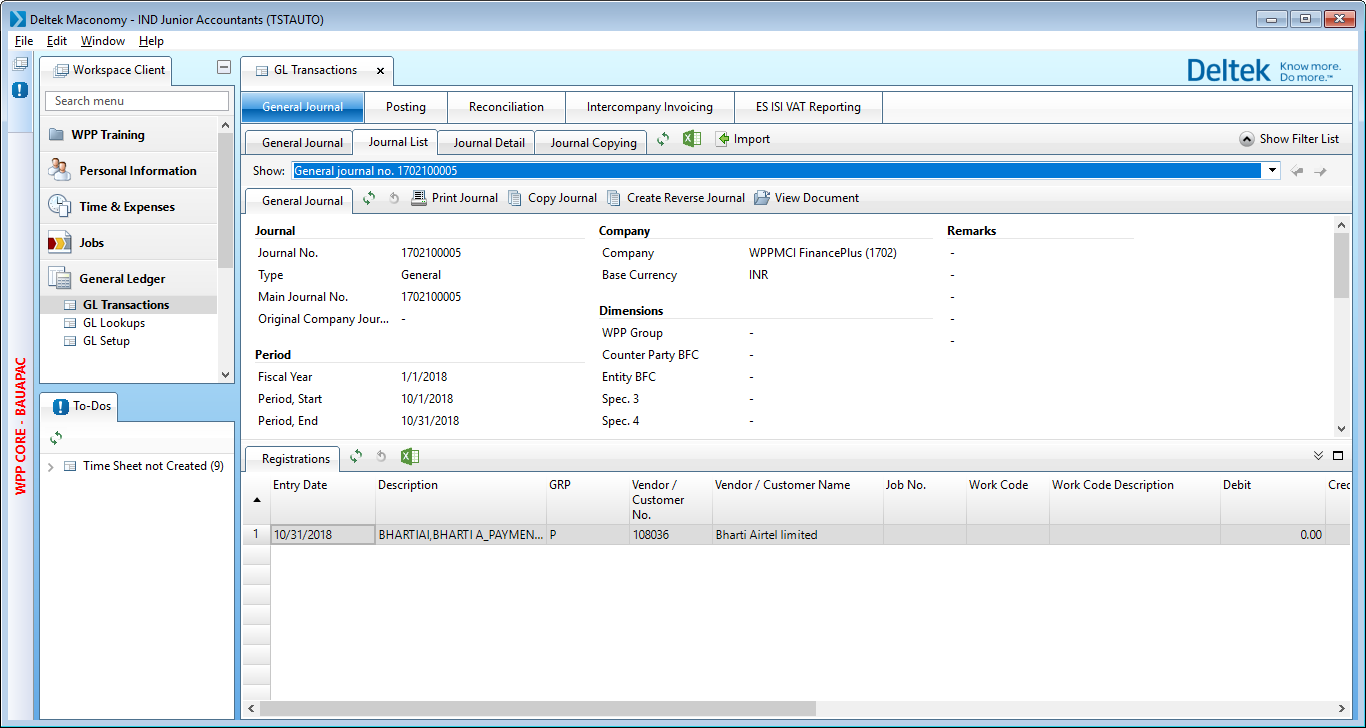 Deltek Maconomy - IND Junior Accountants (TSTAUTO)
File Edit Window Help
Workspace Client
Search menu
WPP Training
Personal Information
Time & Expenses
Jobs
General Ledger
GL Transactions
GL Lookups
GL Setup
WPP CORE - BAUAPAC
To-Dos
Time Sheet not Created (9)
GL Transactions
Deltek Know more.
Do more.™
General Journal Posting Reconciliation Intercompany Invoicing ES ISI VAT Reporting
General Journal Journal List Journal Detail Journal Copying Import Show Filter List
Show: General journal no. 1702100005
General Journal Print Journal Copy Journal Create Reverse Journal View Document
Journal
Journal No. 1702100005
Type General
Main Journal No. 1702100005
Original Company Jour... -
Period
Fiscal Year 1/1/2018
Period, Start 10/1/2018
Period, End 10/31/2018
Company
Company WPPMCI FinancePlus (1702)
Base Currency INR
Dimensions
WPP Group -
Counter Party BFC -
Entity BFC -
Spec. 3 -
Spec. 4 -
Remarks
-
-
-
-
-
Registrations
Entry Date Description GRP Vendor / Customer No. Vendor / Customer Name Job No. Work Code Work Code Description Debit Cred
1 10/31/2018 BHARTIAI,BHARTI A_PAYMEN... P 108036 Bharti Airtel limited 0.00